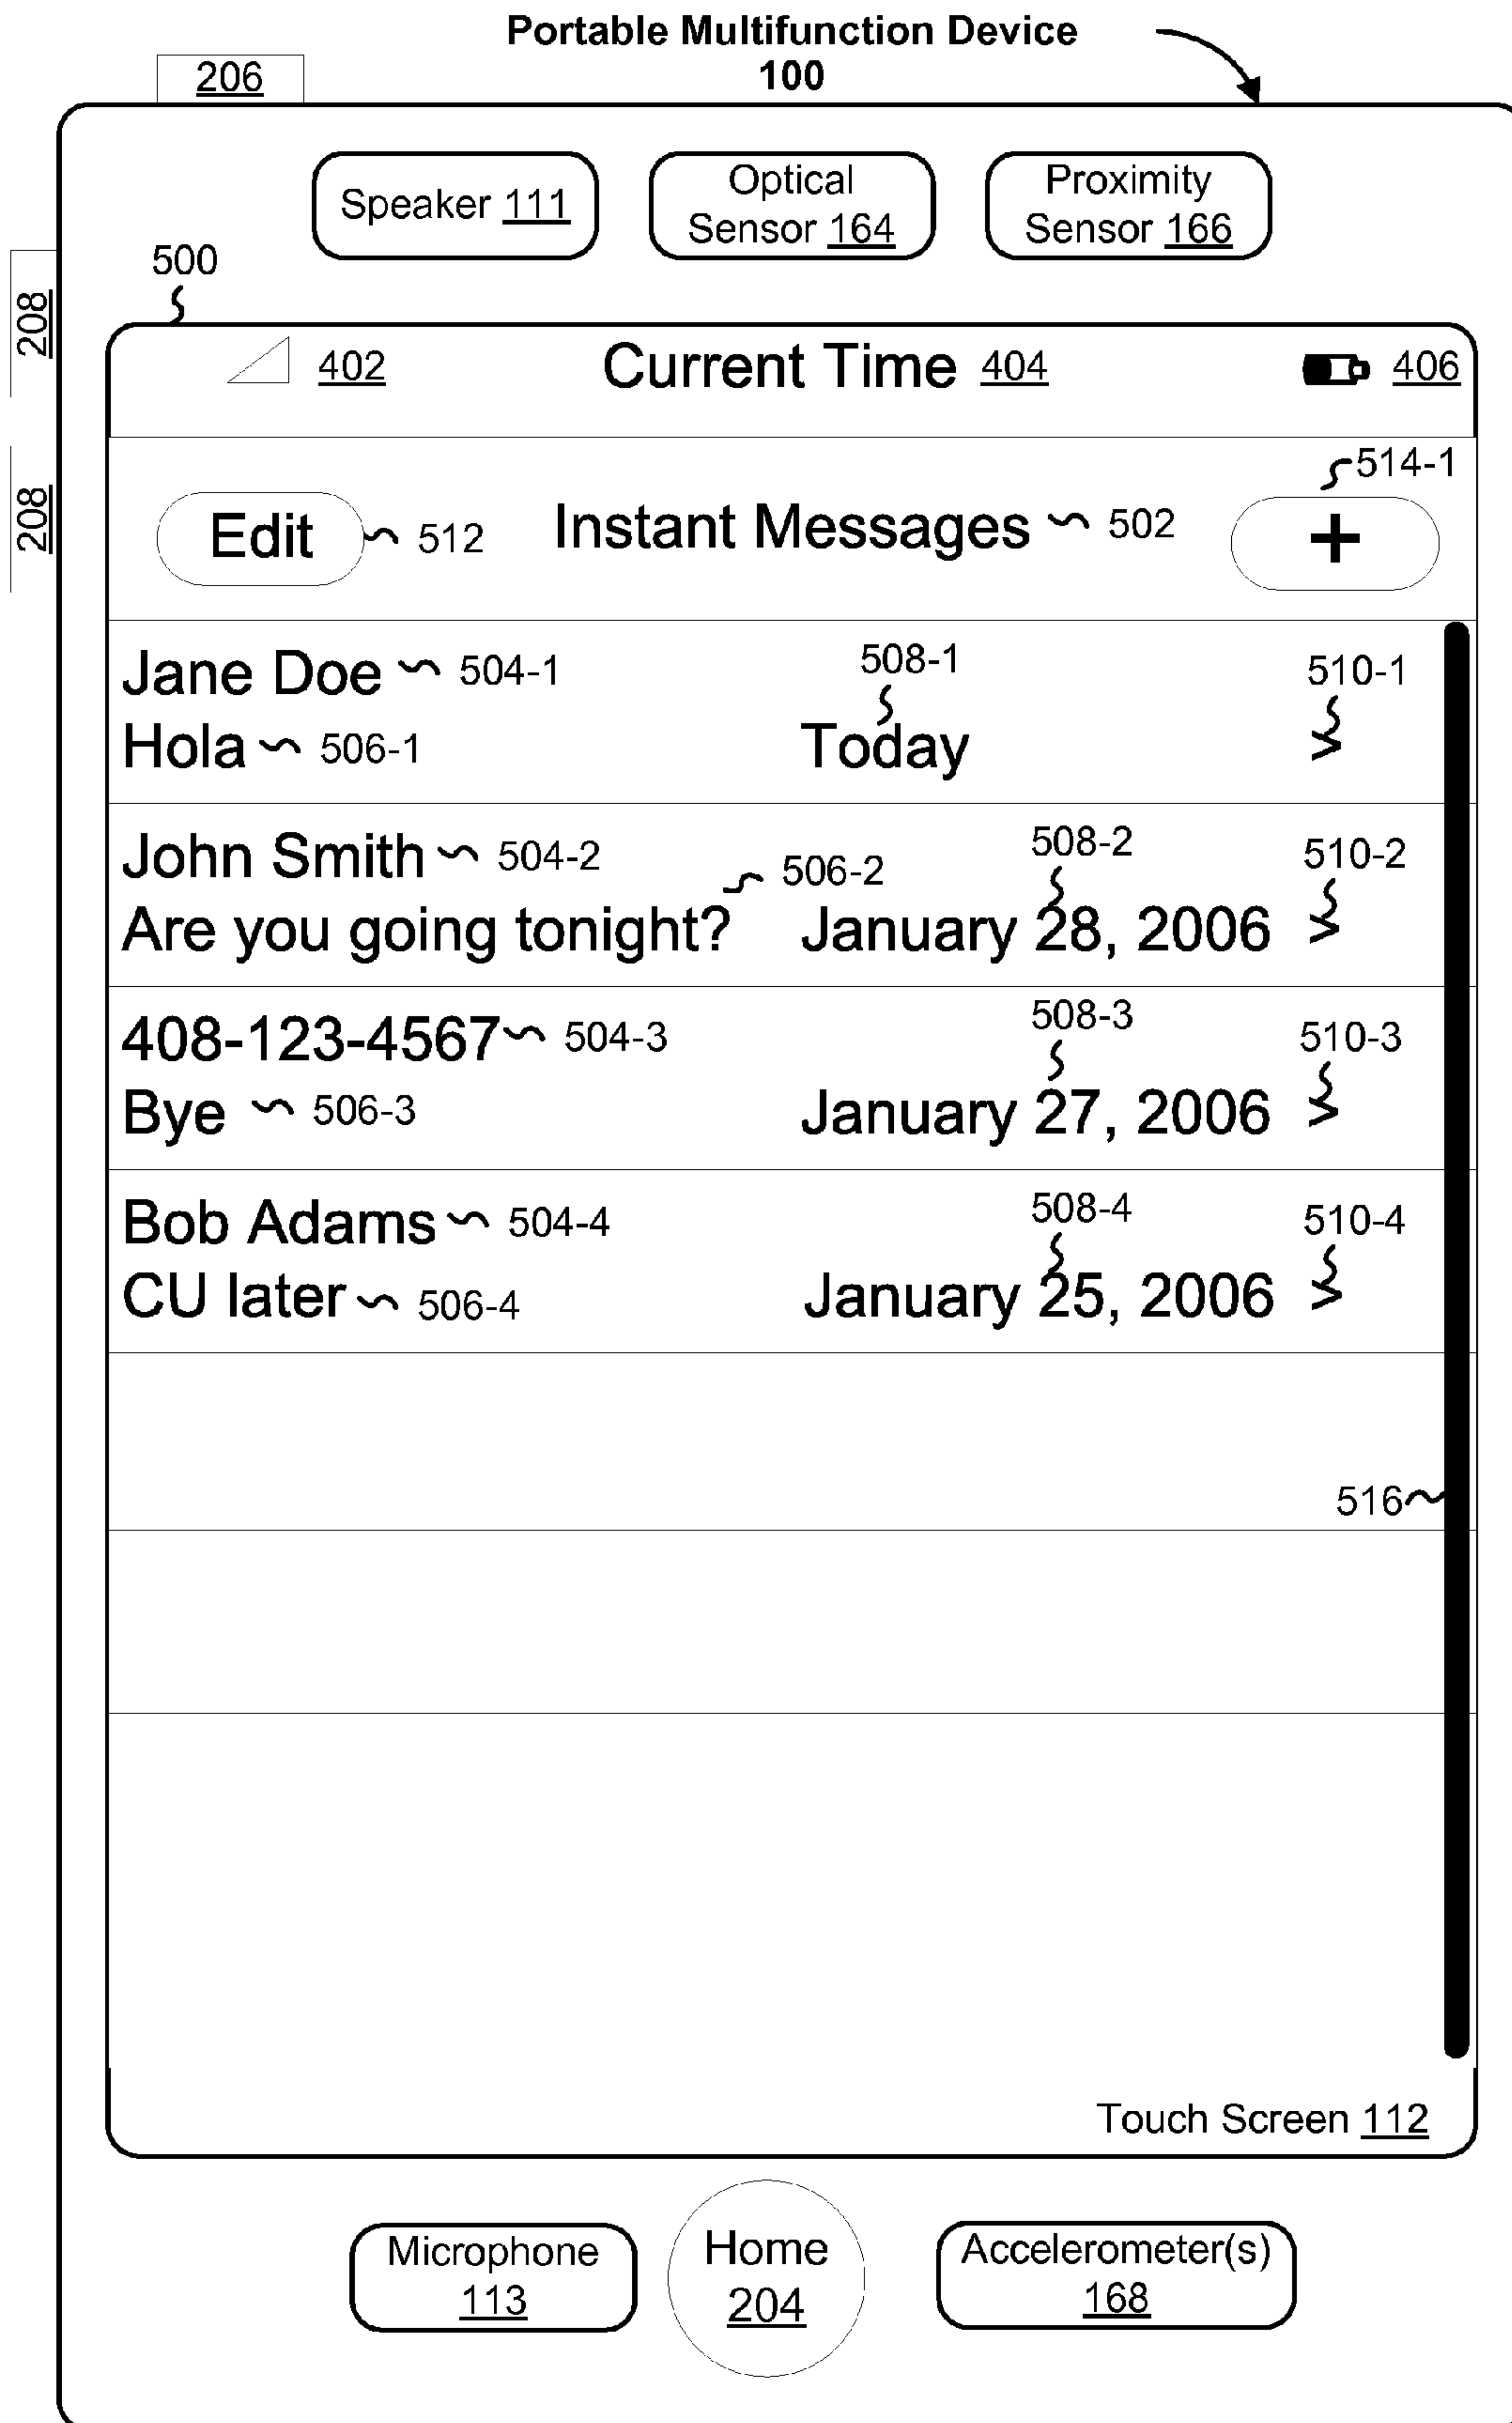 Portable Multifunction Device
100
206
Speaker 111
Optical
Sensor 164
Proximity
Sensor 166
500
208
402
Current Time 404
406
514-1
208
Edit
512
Instant Messages
502
+
Jane Doe
504-1
508-1
510-1
Hola
506-1
Today
>
John Smith
504-2
506-2
508-2
510-2
Are you going tonight?
January 28, 2006
>
408-123-4567
504-3
508-3
510-3
Bye
506-3
January 27, 2006
>
Bob Adams
504-4
508-4
510-4
CU later
506-4
January 25, 2006
>
516
Touch Screen 112
Microphone
113
Home
204
Accelerometer(s)
168